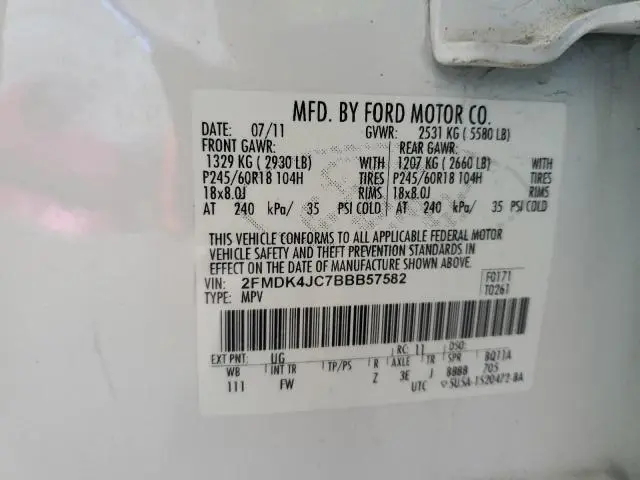 MFD. BY FORD MOTOR CO.
DATE: 07/11 GVWR: 2531 KG ( 5580 LB)
FRONT GAWR: REAR GAWR:
1329 KG ( 2930 LB) WITH 1207 KG ( 2660 LB) WITH
P245/60R18 104H TIRES P245/60R18 104H TIRES
18x8.0J RIMS 18x8.0J RIMS
AT 240 kPa/ 35 PSI COLD AT 240 kPa/ 35 PSI COLD
THIS VEHICLE CONFORMS TO ALL APPLICABLE FEDERAL MOTOR
VEHICLE SAFETY AND THEFT PREVENTION STANDARDS IN
EFFECT ON THE DATE OF MANUFACTURE SHOWN ABOVE.
VIN: 2FMDK4JC7BBB57582 F0171
TYPE: MPV T0261
EXT PNT: UG RC: 11 DSO:
WB INT TR TP/PS R AXLE TR SPR BQ11A
111 FW Z 3E J 8888 705
UTC 5U5A-1520472-BA